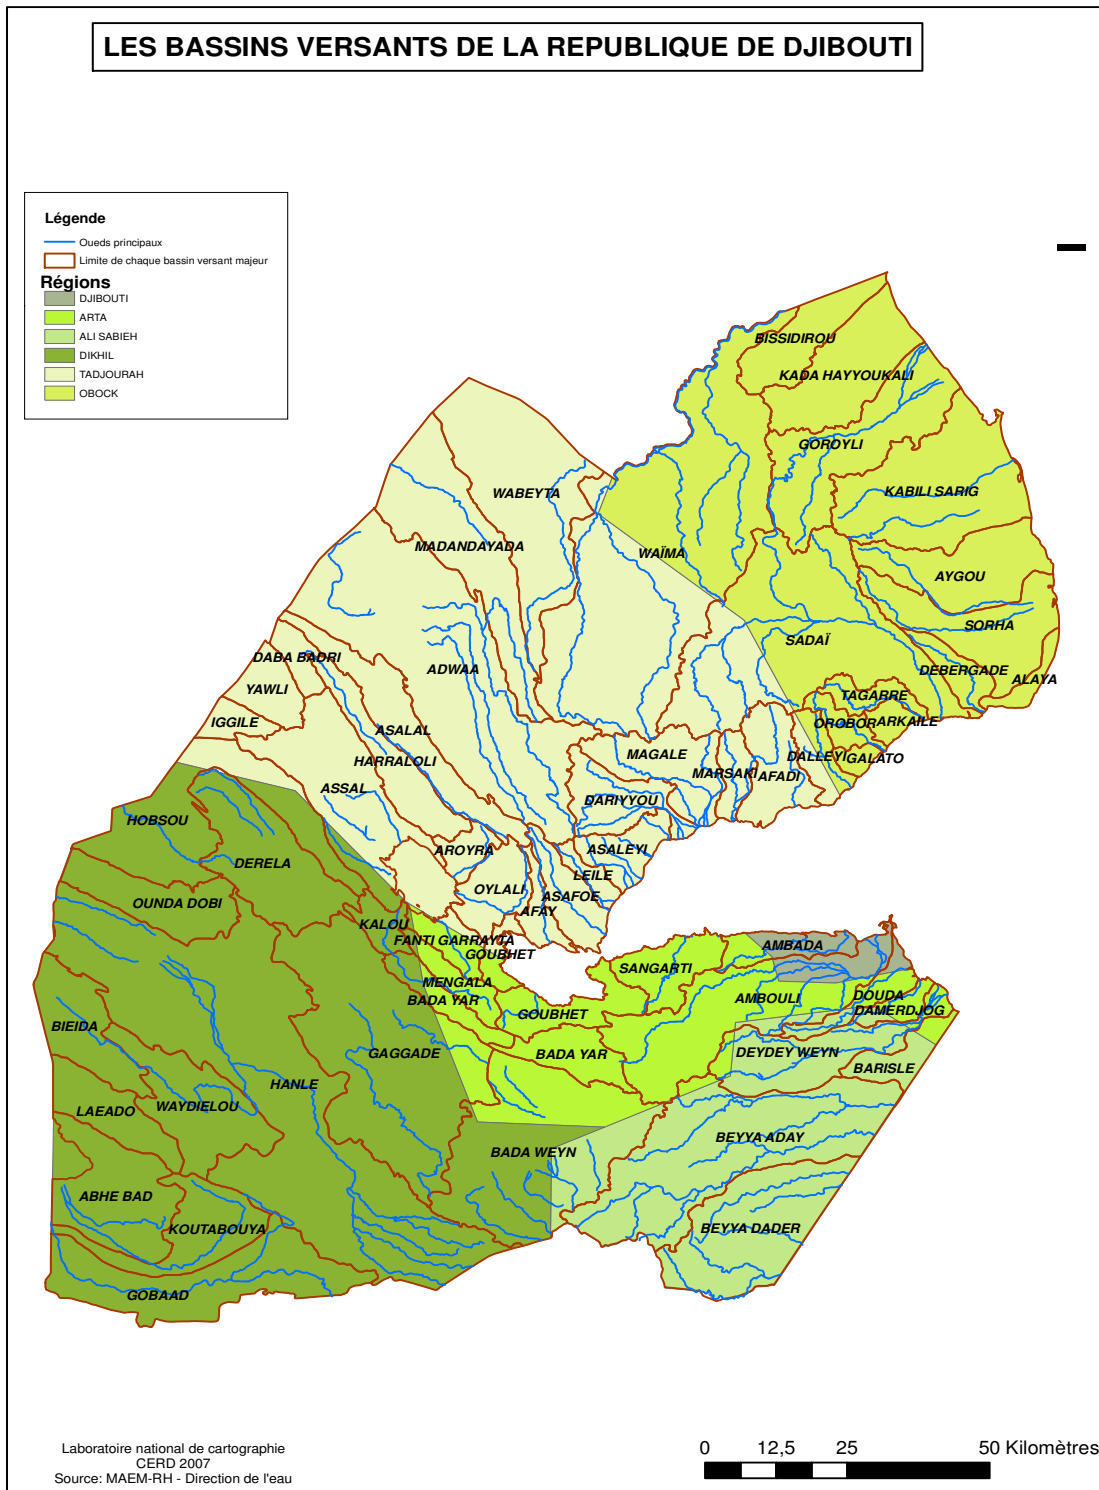 LES BASSINS VERSANTS DE LA REPUBLIQUE DE DJIBOUTI
Légende
Oueds principaux
Limite de chaque bassin versant majeur
Régions
DJIBOUTI
ARTA
ALI SABIEH
DIKHIL
TADJOURAH
OBOCK
BISSIDIROU
KADA HAYYOUKALI
GOROYLI
KABILI SARIG
WABEYTA
MADANDAYADA
WAÏMA
AYGOU
SORHA
SADAÏ
DEBERGADE
ALAYA
DABA BADRI
ADWAA
YAWLI
TAGARRE
IGGILE
OROBOR
ARKAILE
ASALAL
HARRALOLI
MAGALE
DALLEYI
GALATO
MARSAKI
AFADI
ASSAL
DARIYYOU
HOBSOU
DERELA
AROYRA
ASALEYI
LEILE
OYLALI
ASAFOE
AFAY
OUNDA DOBI
KALOU
FANTI GARRAYTA
GOUBHET
AMBADA
SANGARTI
MENGALA
BADA YAR
AMBOULI
DOUDA
DAMERDJOG
GOUBHET
BIEIDA
GAGGADE
BADA YAR
DEYDEY WEYN
BARISLE
HANLE
LAEADO
WAYDIELOU
BEYYA ADAY
BADA WEYN
ABHE BAD
KOUTABOUYA
BEYYA DADER
GOBAAD
Laboratoire national de cartographie
CERD 2007
Source: MAEM-RH - Direction de l'eau
0 12,5 25 50 Kilomètres